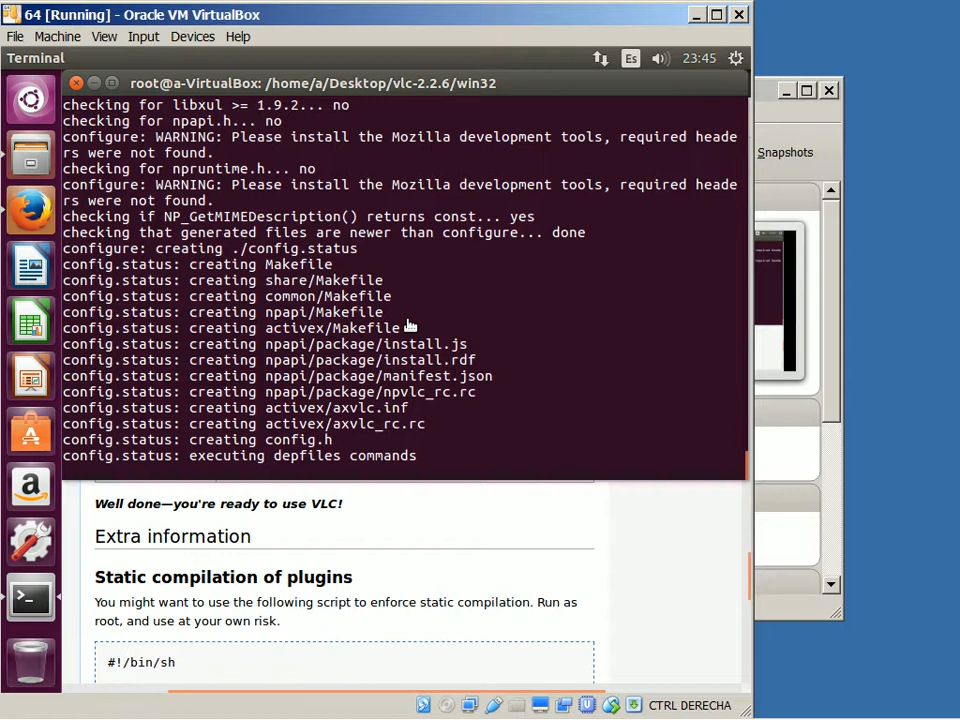 64 [Running] - Oracle VM VirtualBox
File Machine View Input Devices Help
Terminal
Es
23:45
root@a-VirtualBox: /home/a/Desktop/vlc-2.2.6/win32
checking for libxul >= 1.9.2... no
checking for npapi.h... no
configure: WARNING: Please install the Mozilla development tools, required heade
rs were not found.
checking for npruntime.h... no
configure: WARNING: Please install the Mozilla development tools, required heade
rs were not found.
checking if NP_GetMIMEDescription() returns const... yes
checking that generated files are newer than configure... done
configure: creating ./config.status
config.status: creating Makefile
config.status: creating share/Makefile
config.status: creating common/Makefile
config.status: creating npapi/Makefile
config.status: creating activex/Makefile
config.status: creating npapi/package/install.js
config.status: creating npapi/package/install.rdf
config.status: creating npapi/package/manifest.json
config.status: creating npapi/package/npvlc_rc.rc
config.status: creating activex/axvlc.inf
config.status: creating activex/axvlc_rc.rc
config.status: creating config.h
config.status: executing depfiles commands
Snapshots
Well done—you're ready to use VLC!
Extra information
Static compilation of plugins
You might want to use the following script to enforce static compilation. Run as
root, and use at your own risk.
#!/bin/sh
CTRL DERECHA